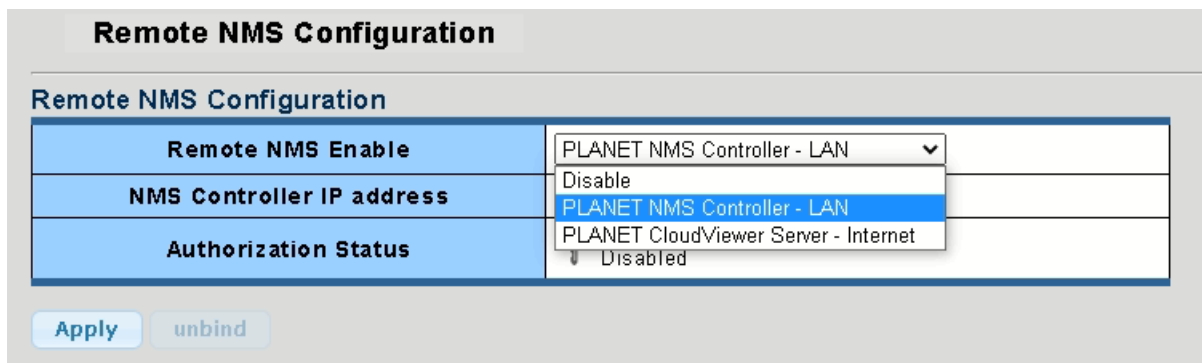 Remote NMS Configuration
Remote NMS Configuration
Remote NMS Enable PLANET NMS Controller - LAN
Disable
NMS Controller IP address PLANET NMS Controller - LAN
PLANET CloudViewer Server - Internet
Authorization Status Disabled
Apply unbind